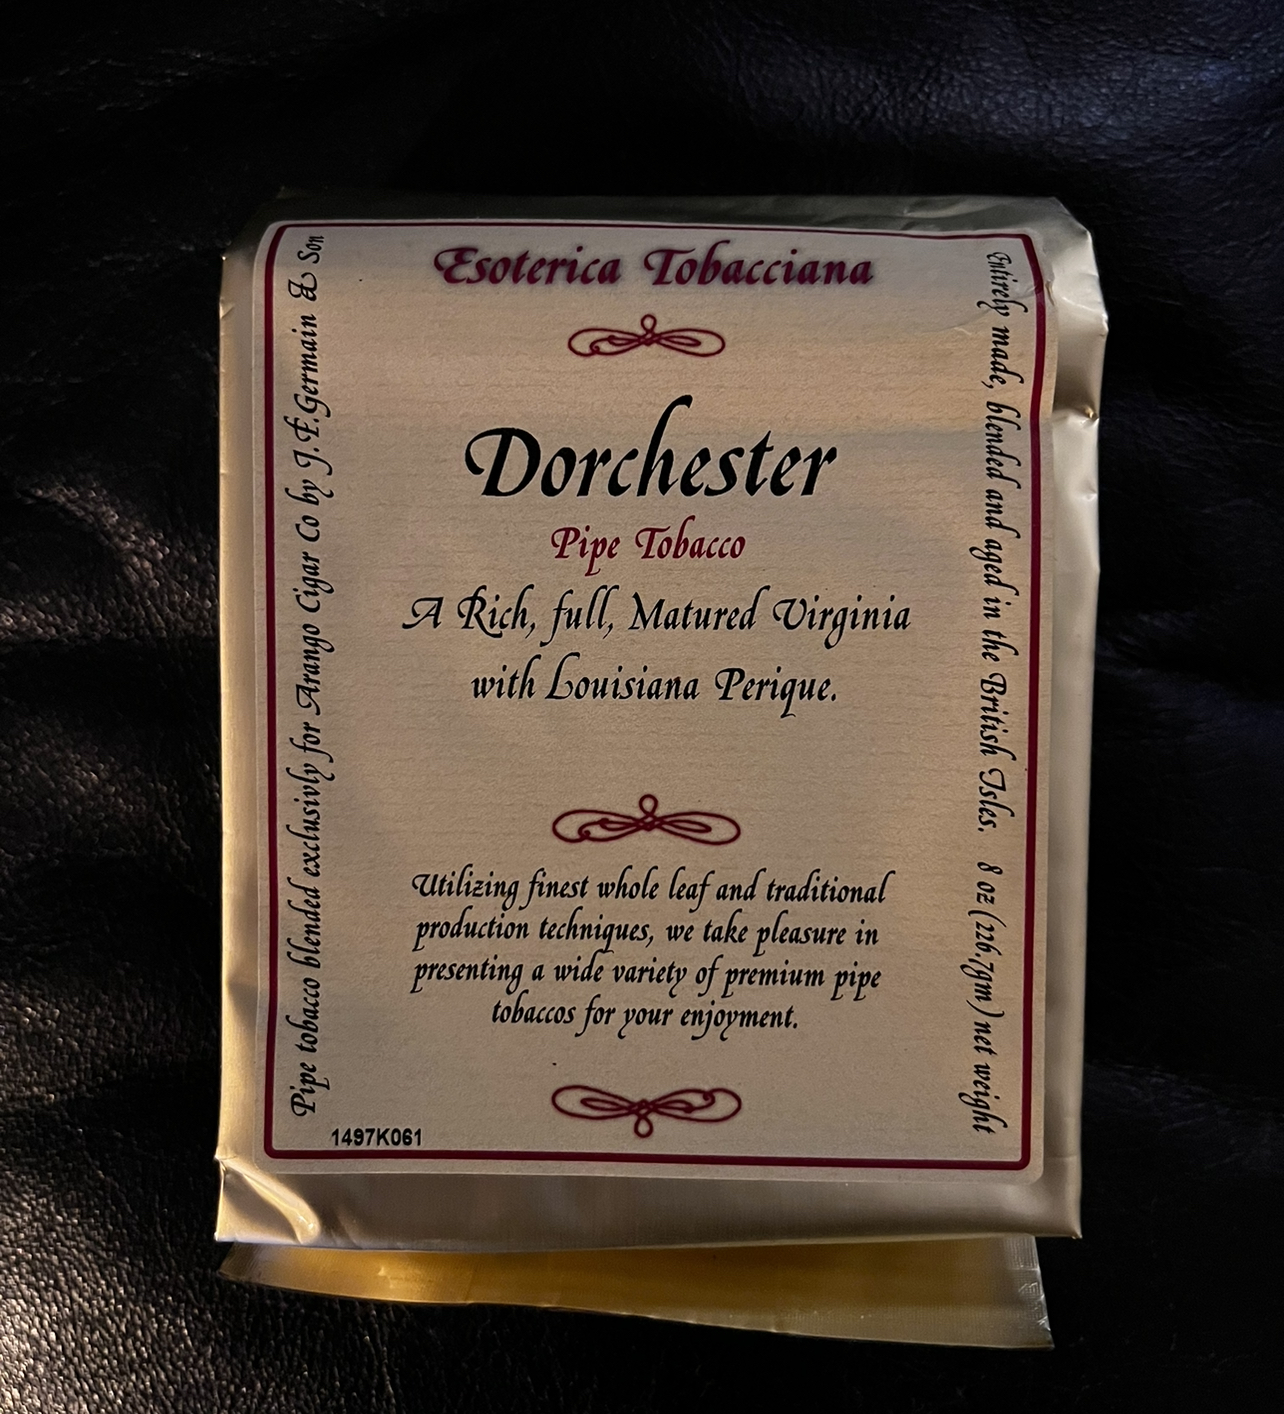 Esoterica Tobacciana
Dorchester
Pipe Tobacco
A Rich, full, Matured Virginia
with Louisiana Perique.
Utilizing finest whole leaf and traditional
production techniques, we take pleasure in
presenting a wide variety of premium pipe
tobaccos for your enjoyment.
Pipe tobacco blended exclusivly for Arango Cigar Co by J.F.Germain & Son
Entirely made, blended and aged in the British Isles. 8 oz (226.7gm) net weight
1497K061